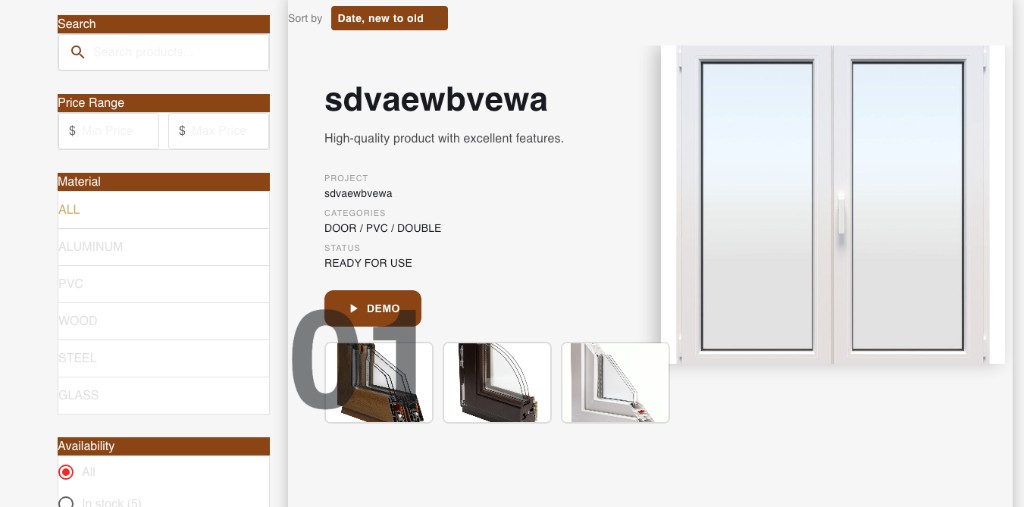 Search
Search products...
Price Range
$ Min Price
$ Max Price
Material
ALL
ALUMINUM
PVC
WOOD
STEEL
GLASS
Availability
All
In stock (5)
Sort by Date, new to old
sdvaewbvewa
High-quality product with excellent features.
PROJECT
sdvaewbvewa
CATEGORIES
DOOR / PVC / DOUBLE
STATUS
READY FOR USE
DEMO
01